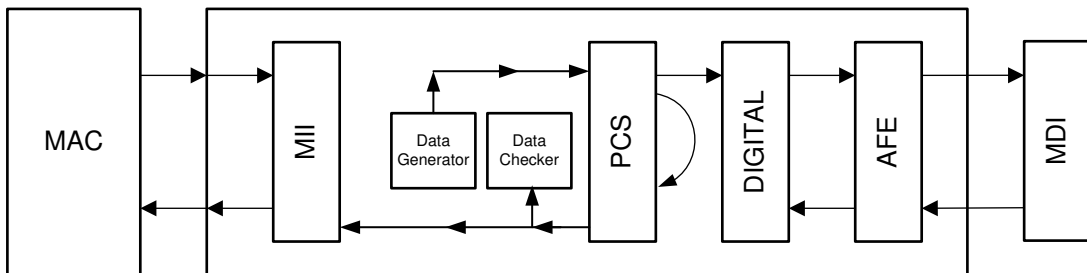 MAC
MII
Data
Generator
Data
Checker
PCS
DIGITAL
AFE
MDI